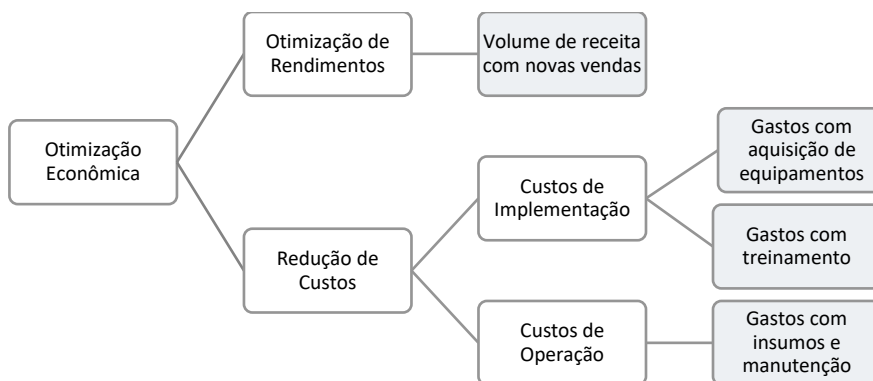 Otimização de
Rendimentos
Volume de receita
com novas vendas
Otimização
Econômica
Gastos com
aquisição de
equipamentos
Custos de
Implementação
Gastos com
treinamento
Redução de
Custos
Custos de
Operação
Gastos com
insumos e
manutenção